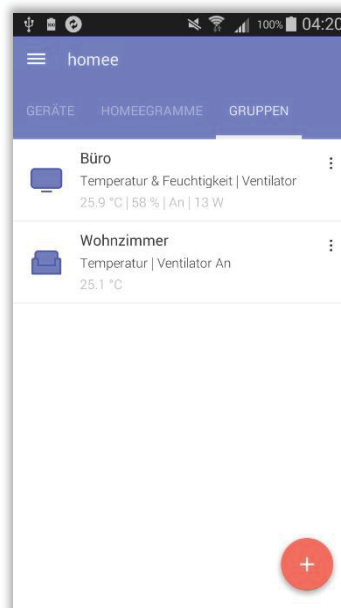 100% 04:20
homee
GERÄTE HOMEEGRAMME GRUPPEN
Büro
Temperatur & Feuchtigkeit | Ventilator
25.9 °C | 58 % | An | 13 W
Wohnzimmer
Temperatur | Ventilator An
25.1 °C